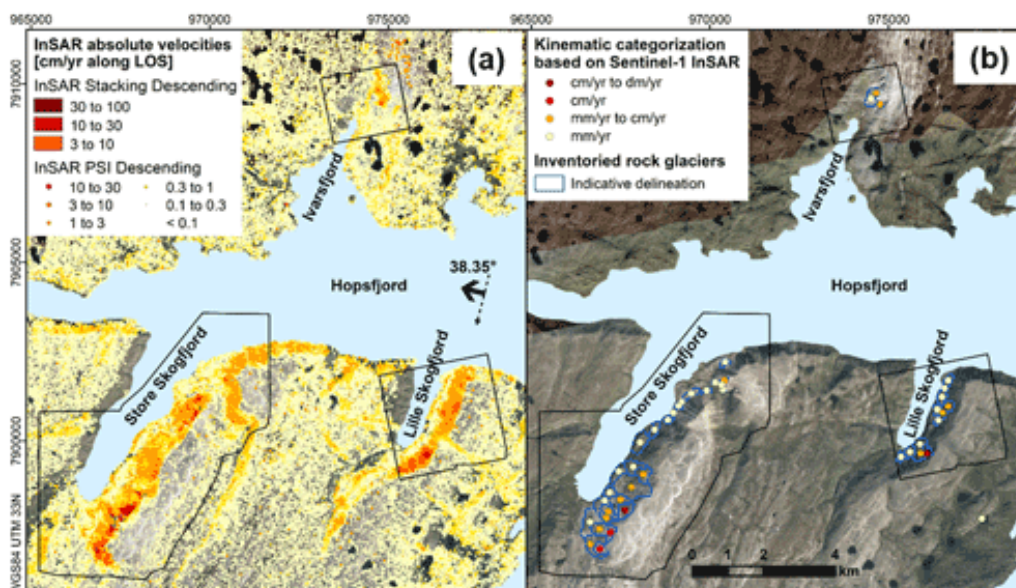 965000 970000 975000 965000 970000 975000
InSAR absolute velocities
[cm/yr along LOS]
InSAR Stacking Descending
30 to 100
10 to 30
3 to 10
InSAR PSI Descending
10 to 30 0.3 to 1
3 to 10 0.1 to 0.3
1 to 3 < 0.1
(a)
Kinematic categorization
based on Sentinel-1 InSAR
cm/yr to dm/yr
cm/yr
mm/yr to cm/yr
mm/yr
Inventoried rock glaciers
Indicative delineation
(b)
7910000
Ivarsfjord
Ivarsfjord
7905000
38.35°
Hopsfjord
Hopsfjord
Store Skogfjord
Lille Skogfjord
Store Skogfjord
Lille Skogfjord
7900000
WGS84 UTM 33N
0 1 2 4
km